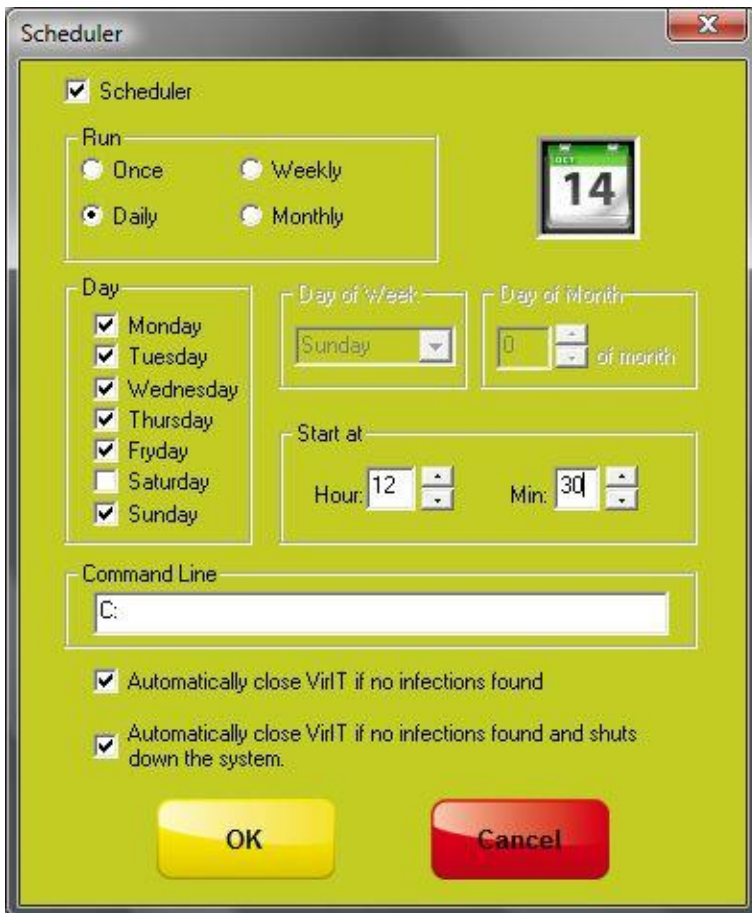 Scheduler
Scheduler
Run
Once
Weekly
Daily
Monthly
OCT
14
Day
Monday
Tuesday
Wednesday
Thursday
Fryday
Saturday
Sunday
Day of Week
Sunday
Day of Month
0
of month
Start at
Hour: 12
Min: 30
Command Line
C:
Automatically close VirIT if no infections found
Automatically close VirIT if no infections found and shuts
down the system.
OK
Cancel